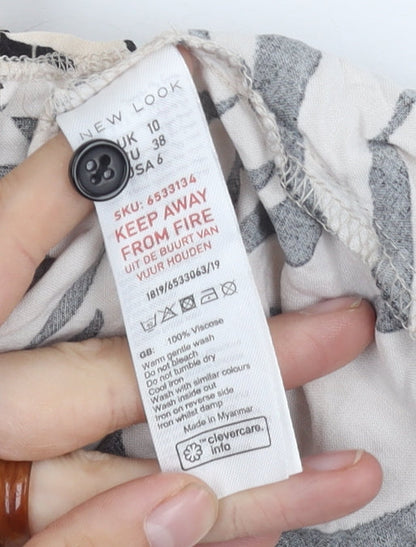 NEW LOOK
UK 10
EU 38
USA 6
SKU: 6533134
KEEP AWAY
FROM FIRE
UIT DE BUURT VAN
VUUR HOUDEN
1819/6533063/19
GB: 100% Viscose
Warm gentle wash
Do not bleach
Do not tumble dry
Cool iron
Wash with similar colours
Wash inside out
Iron on reverse side
Iron whilst damp
Made in Myanmar
™ clevercare.
info